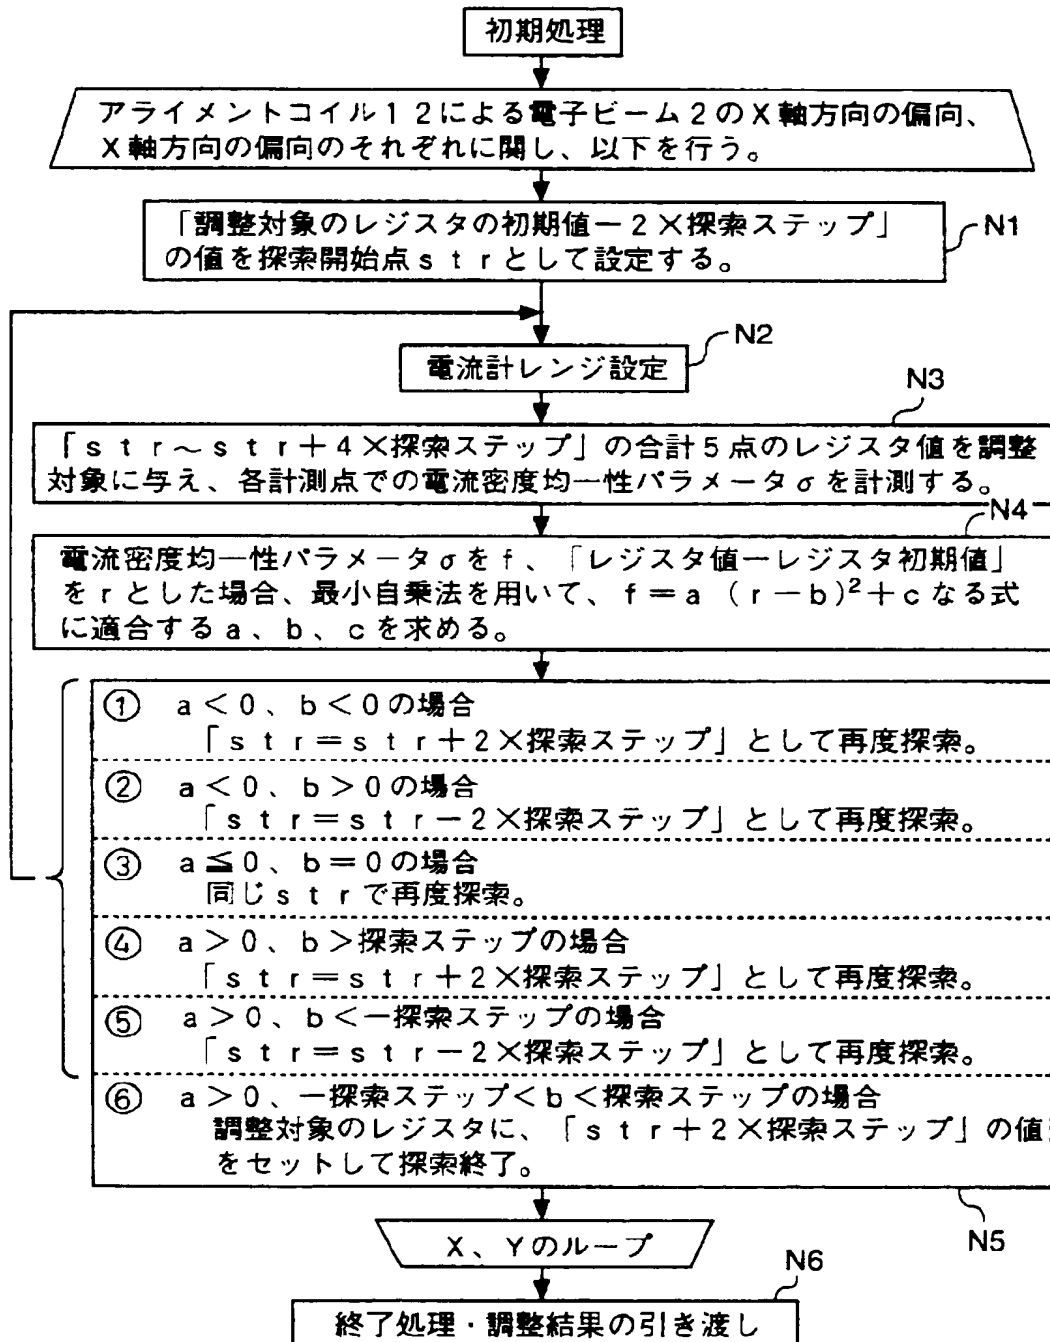 初期処理
アライメントコイル12による電子ビーム2のX軸方向の偏向、
X軸方向の偏向のそれぞれに関し、以下を行う。
「調整対象のレジスタの初期値ー2×探索ステップ」
の値を探索開始点strとして設定する。
N1
電流計レンジ設定
N2
N3
「str~str+4×探索ステップ」の合計5点のレジスタ値を調整
対象に与え、各計測点での電流密度均一性パラメータσを計測する。
N4
電流密度均一性パラメータσをf、「レジスタ値ーレジスタ初期値」
をrとした場合、最小自乗法を用いて、f=a (r-b)²+cなる式
に適合するa、b、cを求める。
① a<0、b<0の場合
「str=str+2×探索ステップ」として再度探索。
② a<0、b>0の場合
「str=str-2×探索ステップ」として再度探索。
③ a≦0、b=0の場合
同じstrで再度探索。
④ a>0、b>探索ステップの場合
「str=str+2×探索ステップ」として再度探索。
⑤ a>0、b<ー探索ステップの場合
「str=str-2×探索ステップ」として再度探索。
⑥ a>0、ー探索ステップ<b<探索ステップの場合
調整対象のレジスタに、「str+2×探索ステップ」の値
をセットして探索終了。
N5
X、Yのループ
N6
終了処理・調整結果の引き渡し